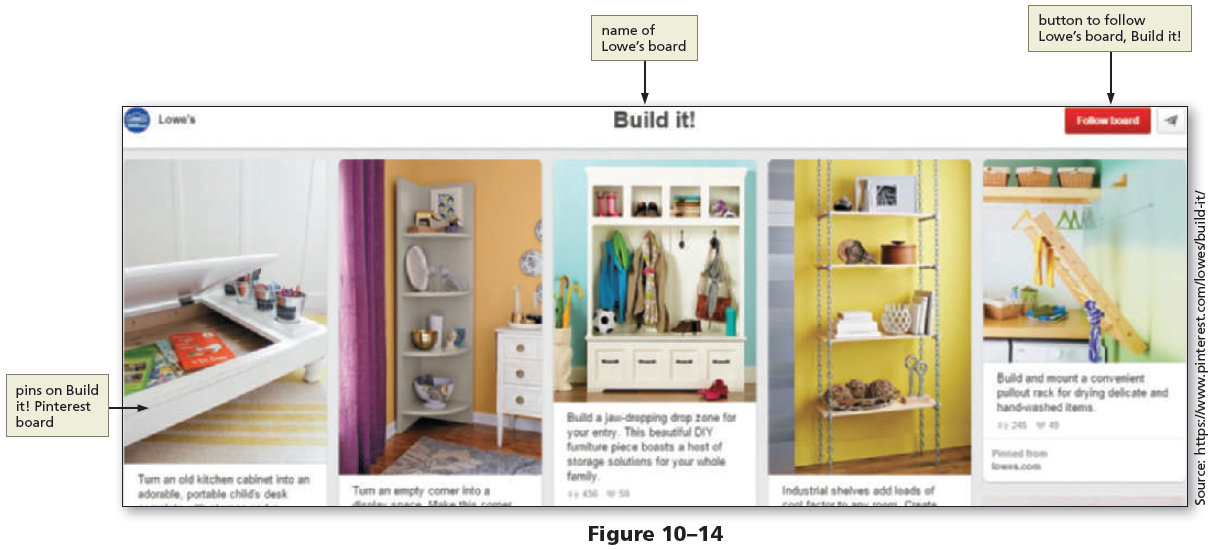 name of
Lowe's board
button to follow
Lowe's board, Build it!
Lowe's
Build it!
Follow board
pins on Build
it! Pinterest
board
Turn an old kitchen cabinet into an
adorable, portable child's desk
Turn an empty corner into a
display space. Make this corner
Build a jaw-dropping drop zone for
your entry. This beautiful DIY
furniture piece boasts a host of
storage solutions for your whole
family.
436 59
Industrial shelves add loads of
cool factor to any room. Create
Build and mount a convenient
pullout rack for drying delicate and
hand-washed items.
245 49
Pinned from
lowes.com
Source: https://www.pinterest.com/lowes/build-it/
Figure 10–14